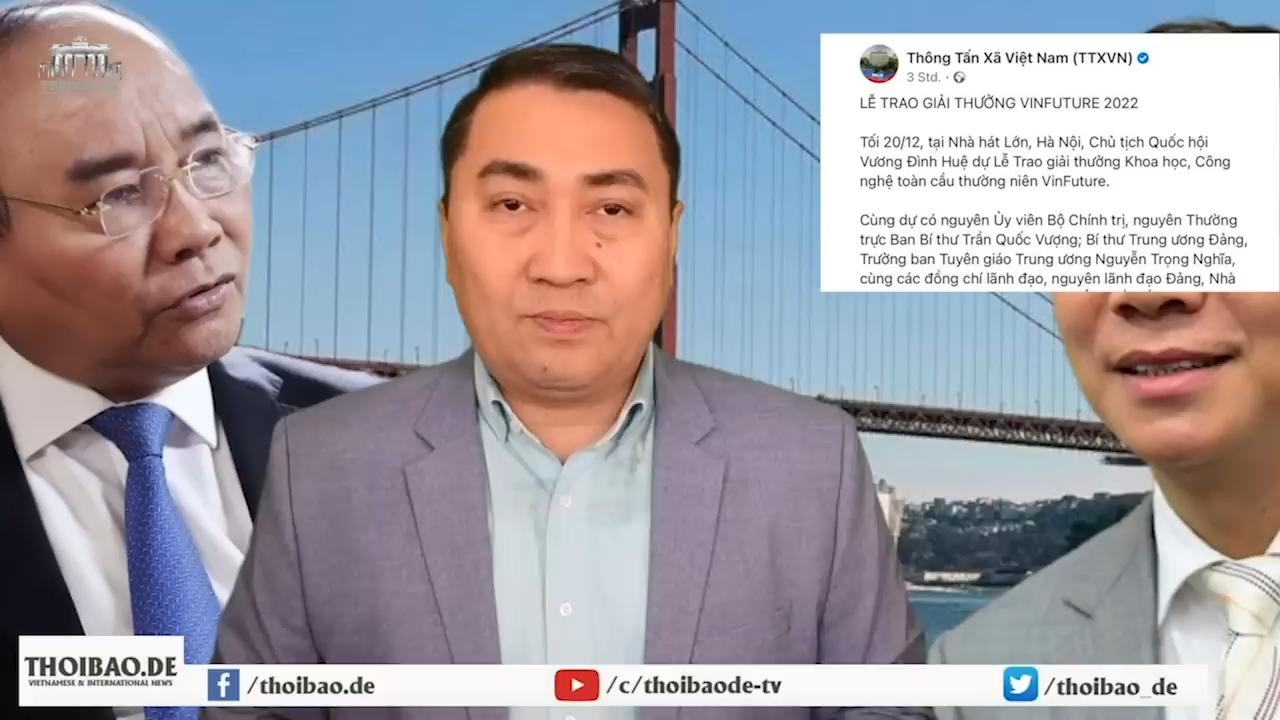 Thông Tấn Xã Việt Nam (TTXVN)
3 Std. ·
LỄ TRAO GIẢI THƯỞNG VINFUTURE 2022
Tối 20/12, tại Nhà hát Lớn, Hà Nội, Chủ tịch Quốc hội
Vương Đình Huệ dự Lễ Trao giải thưởng Khoa học, Công
nghệ toàn cầu thường niên VinFuture.
Cùng dự có nguyên Ủy viên Bộ Chính trị, nguyên Thường
trực Ban Bí thư Trần Quốc Vượng; Bí thư Trung ương Đảng,
Trưởng ban Tuyên giáo Trung ương Nguyễn Trọng Nghĩa,
cùng các đồng chí lãnh đạo, nguyên lãnh đạo Đảng, Nhà
THOIBAO.DE
VIETNAMESE & INTERNATIONAL NEWS
/thoibao.de
/c/thoibaode-tv
/thoibao_de